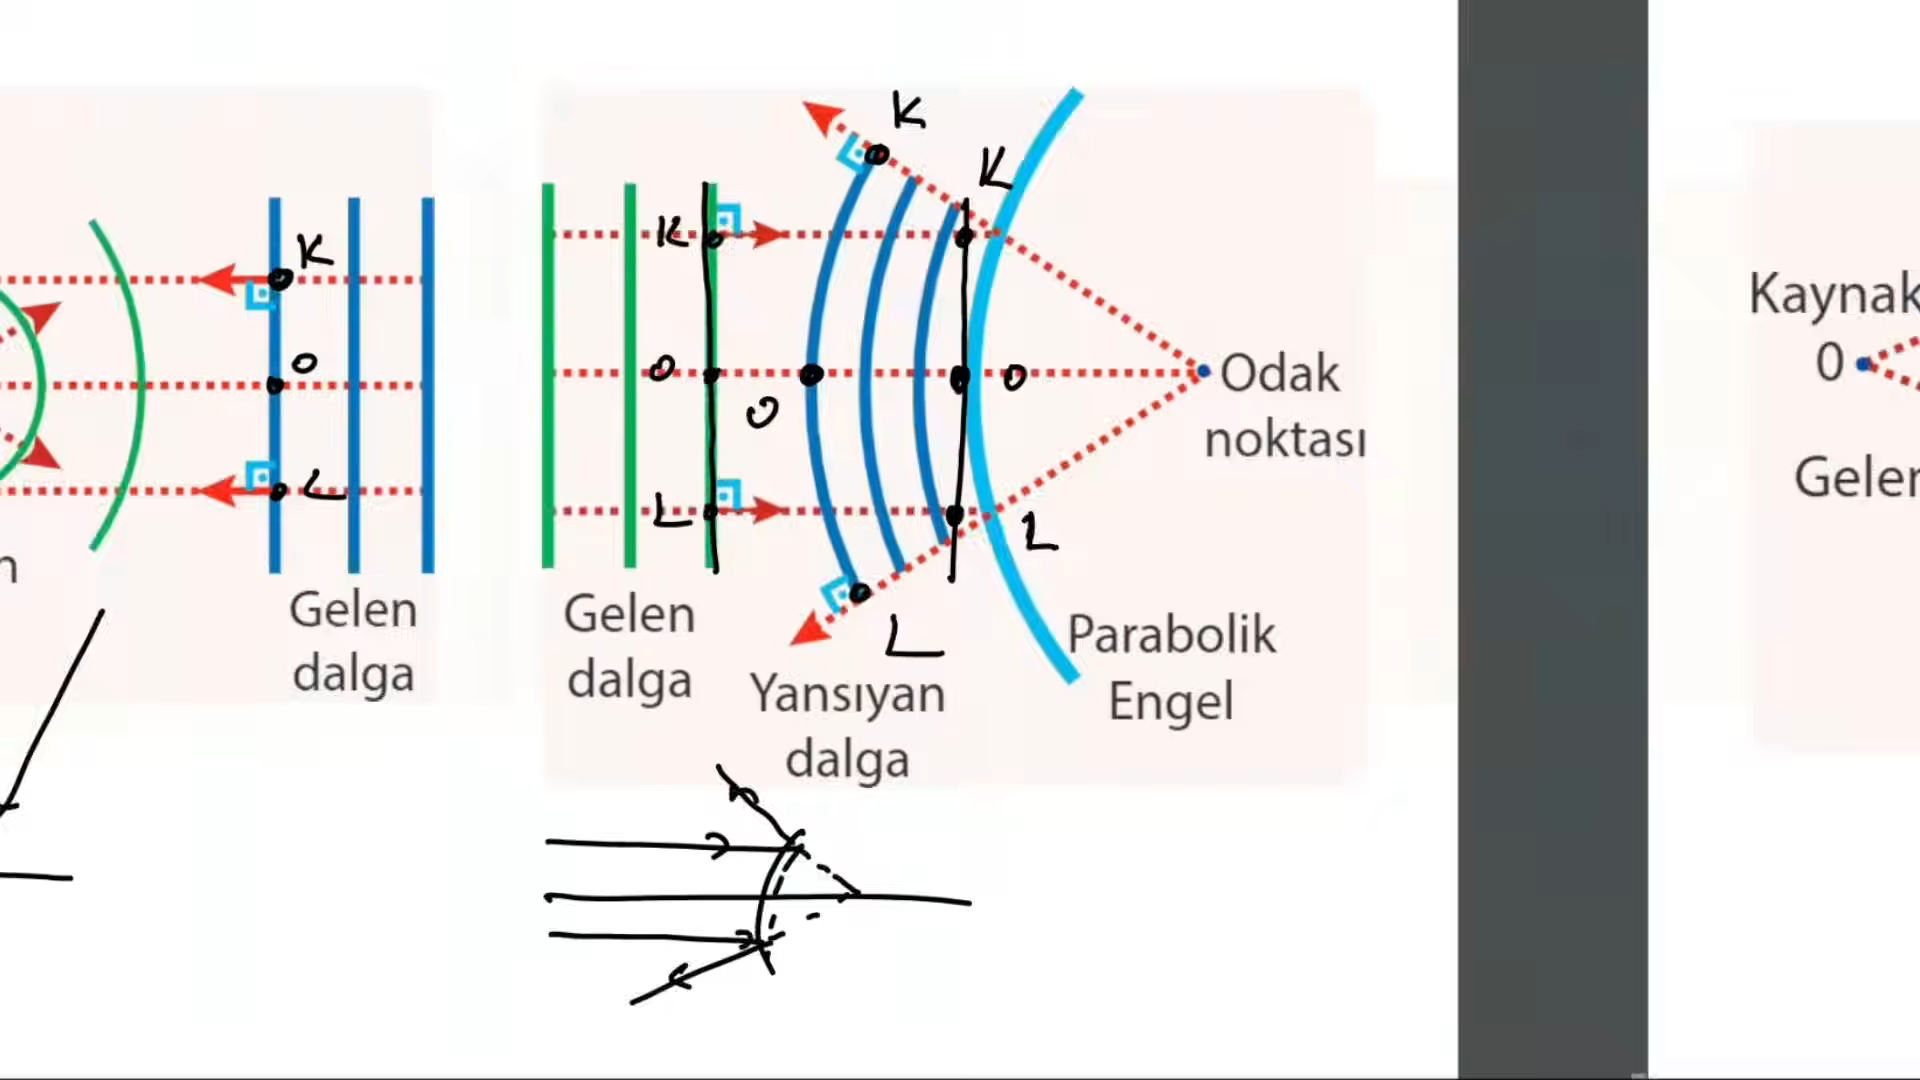 K
O
L
n
Gelen
dalga
K
K
K
O
O
O
L
L
L
Odak
noktası
Gelen
dalga
Yansıyan
dalga
Parabolik
Engel
Kaynak
0
Gelen